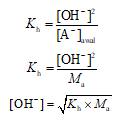 K_h = [OH⁻]² / [A⁻]_awal
K_h = [OH⁻]² / M_a
[OH⁻] = √(K_h × M_a)